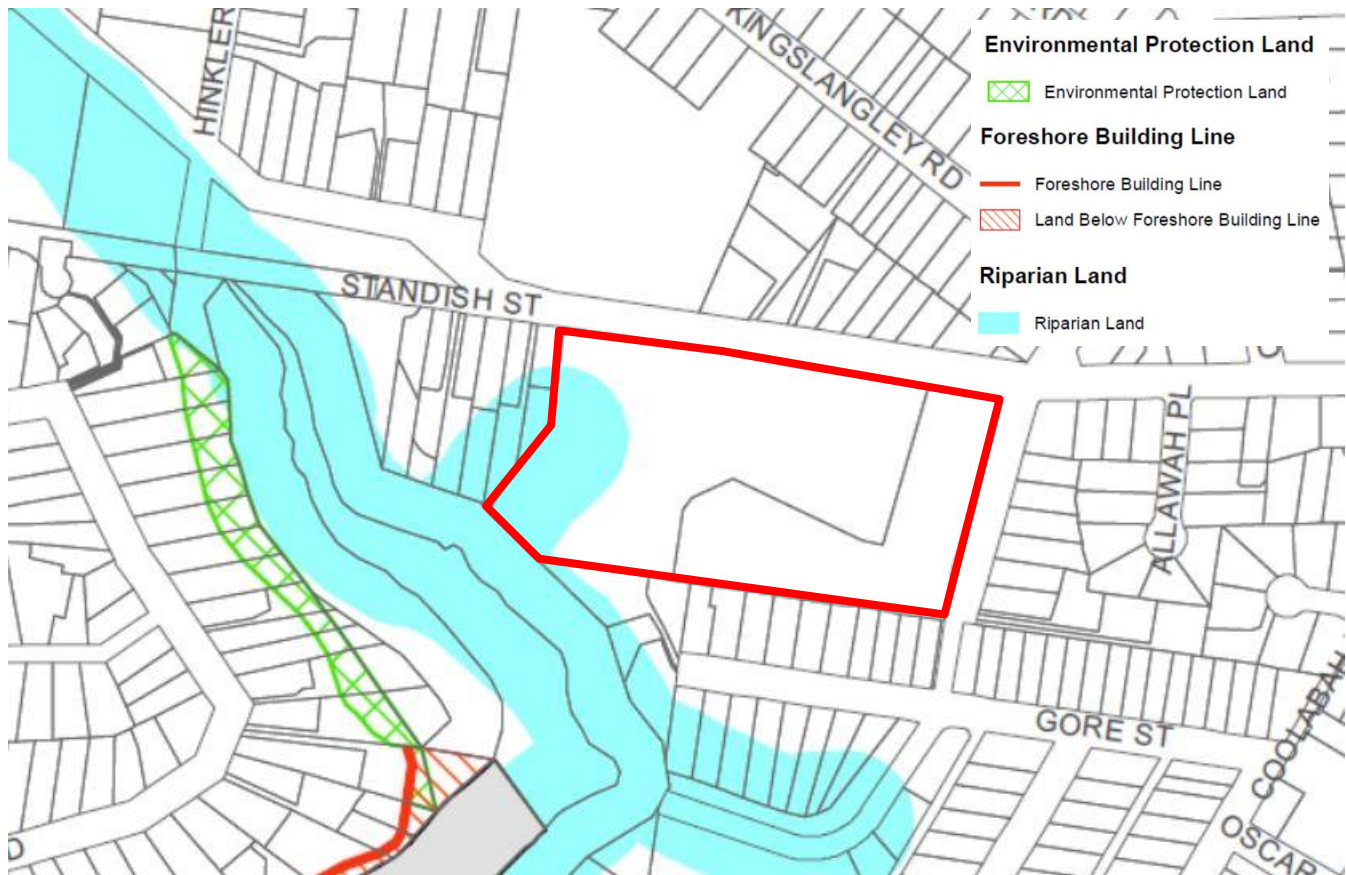 HINKLER
KINGSLANGLEY RD
Environmental Protection Land
Environmental Protection Land
Foreshore Building Line
Foreshore Building Line
Land Below Foreshore Building Line
Riparian Land
Riparian Land
STANDISH ST
ALLAWAH PL
GORE ST
COOLABAH
OSCAR